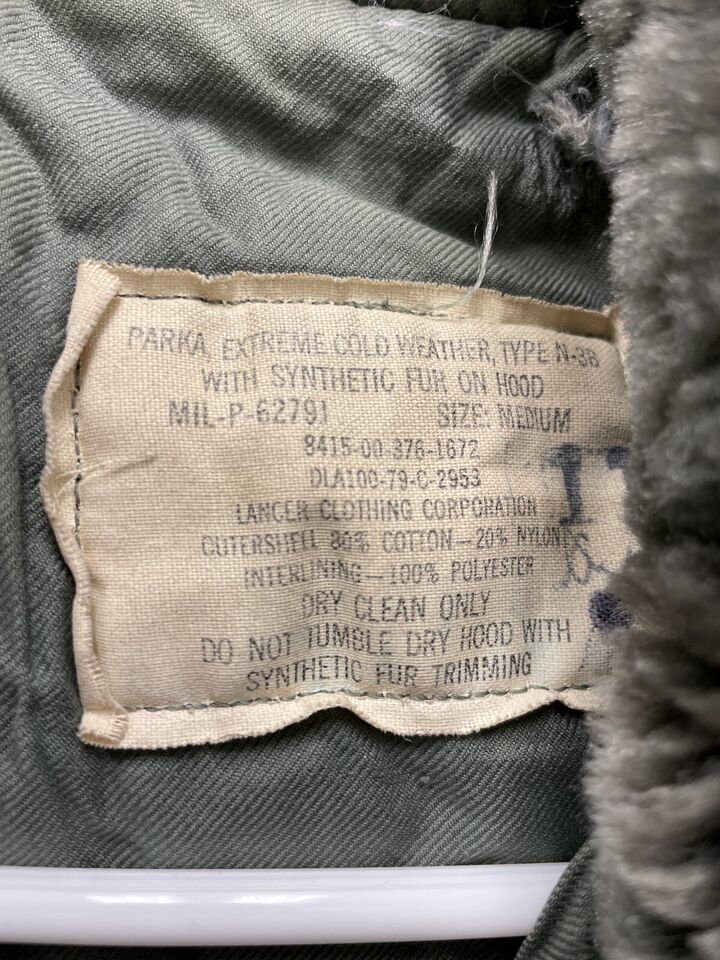 PARKA, EXTREME COLD WEATHER, TYPE N-3B
WITH SYNTHETIC FUR ON HOOD
MIL-P-62791 SIZE: MEDIUM
8415-00-376-1672
DLA100-79-C-2953
LANCER CLOTHING CORPORATION
OUTERSHELL 80% COTTON—20% NYLON
INTERLINING—100% POLYESTER
DRY CLEAN ONLY
DO NOT TUMBLE DRY HOOD WITH
SYNTHETIC FUR TRIMMING